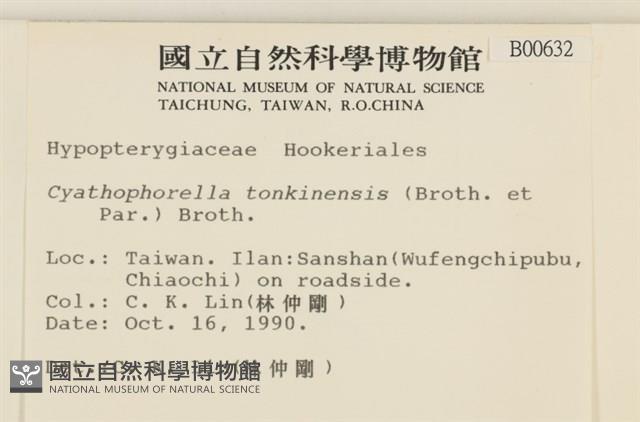 國立自然科學博物館
B00632
NATIONAL MUSEUM OF NATURAL SCIENCE
TAICHUNG, TAIWAN, R.O.CHINA
Hypopterygiaceae Hookeriales
Cyathophorella tonkinensis (Broth. et
Par.) Broth.
Loc.: Taiwan. Ilan:Sanshan(Wufengchipubu,
Chiaochi) on roadside.
Col.: C. K. Lin(林仲剛)
Date: Oct. 16, 1990.
仲剛)
國立自然科學博物館
NATIONAL MUSEUM OF NATURAL SCIENCE